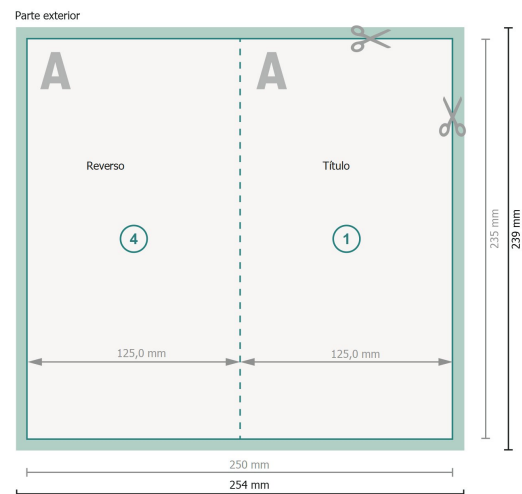 Parte exterior
A A
Reverso Título
4 1
125,0 mm 125,0 mm
235 mm
239 mm
250 mm
254 mm